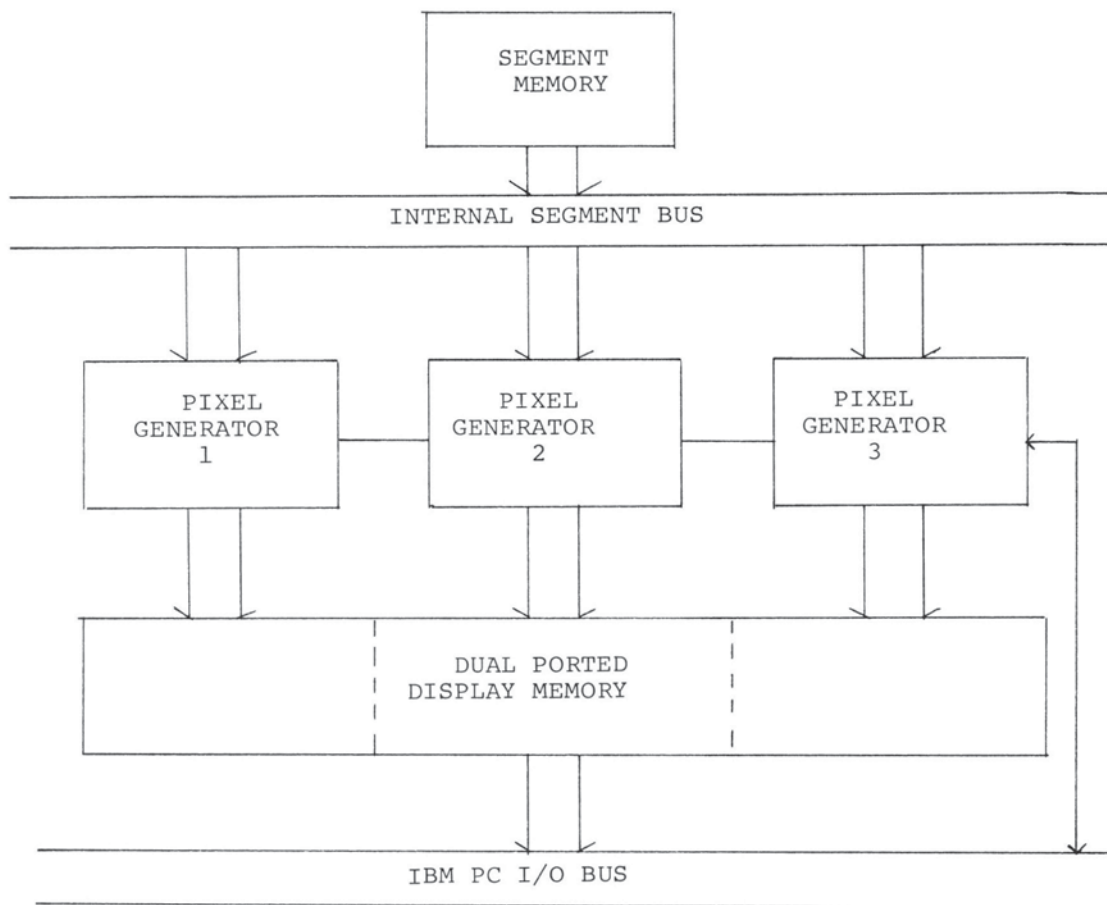 SEGMENT
MEMORY
INTERNAL SEGMENT BUS
PIXEL
GENERATOR
1
PIXEL
GENERATOR
2
PIXEL
GENERATOR
3
DUAL PORTED
DISPLAY MEMORY
IBM PC I/O BUS